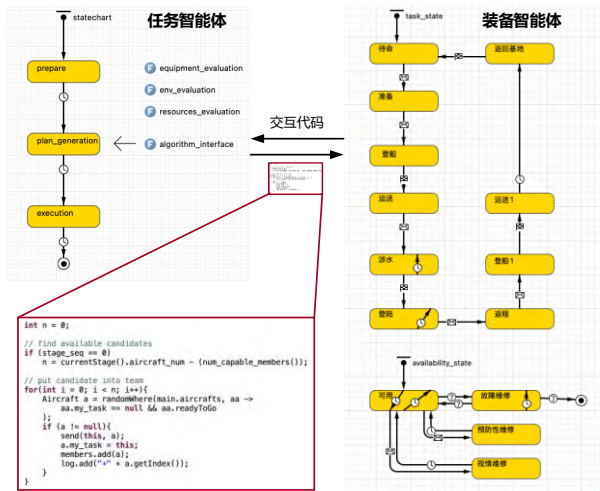 任务智能体
装备智能体
statechart
prepare
plan_generation
execution
equipment_evaluation
env_evaluation
resources_evaluation
algorithm_interface
交互代码
task_state
待命
返回基地
准备
登船
运送
运送1
涉水
登船1
登陆
返程
availability_state
可用
故障维修
预防性维修
视情维修
int n = 0;
// find available candidates
if (stage_seq == 0)
n = currentStage().aircraft_num - (num_capable_members());
// put candidate into team
for(int i = 0; i < n; i++){
Aircraft a = randomWhere(main.aircrafts, aa ->
aa.my_task == null && aa.readyToGo
);
if (a != null){
send(this, a);
a.my_task = this;
members.add(a);
log.add("+" + a.getIndex());
}
}